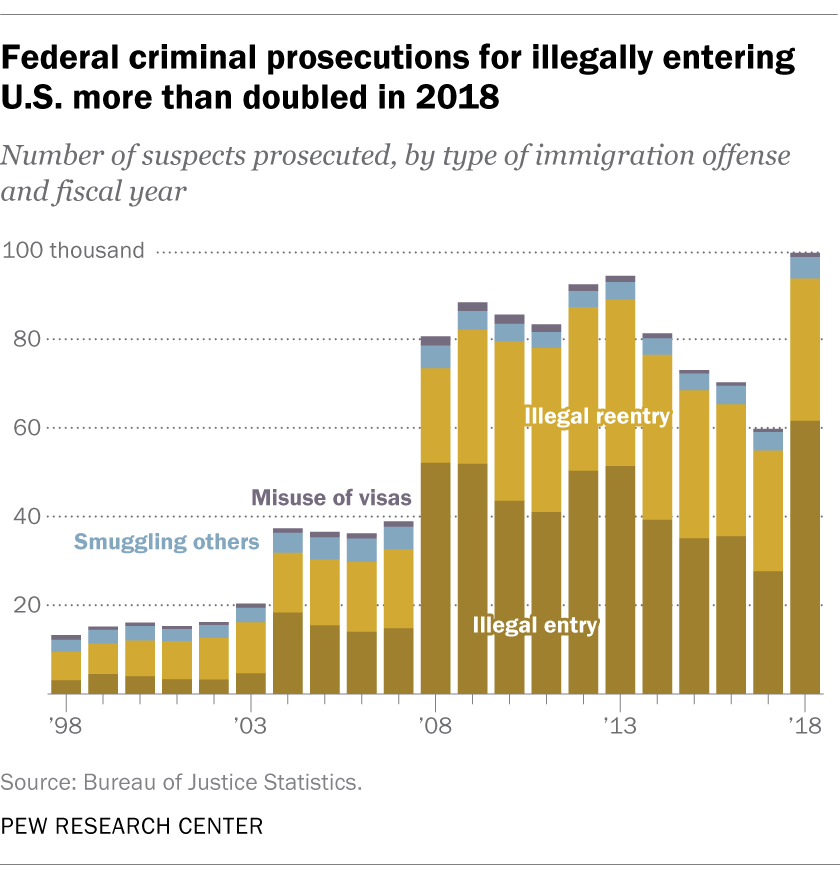 Federal criminal prosecutions for illegally entering
U.S. more than doubled in 2018
Number of suspects prosecuted, by type of immigration offense
and fiscal year
100 thousand
80
60
40
20
Illegal reentry
Misuse of visas
Smuggling others
Illegal entry
’98
’03
’08
’13
’18
Source: Bureau of Justice Statistics.
PEW RESEARCH CENTER